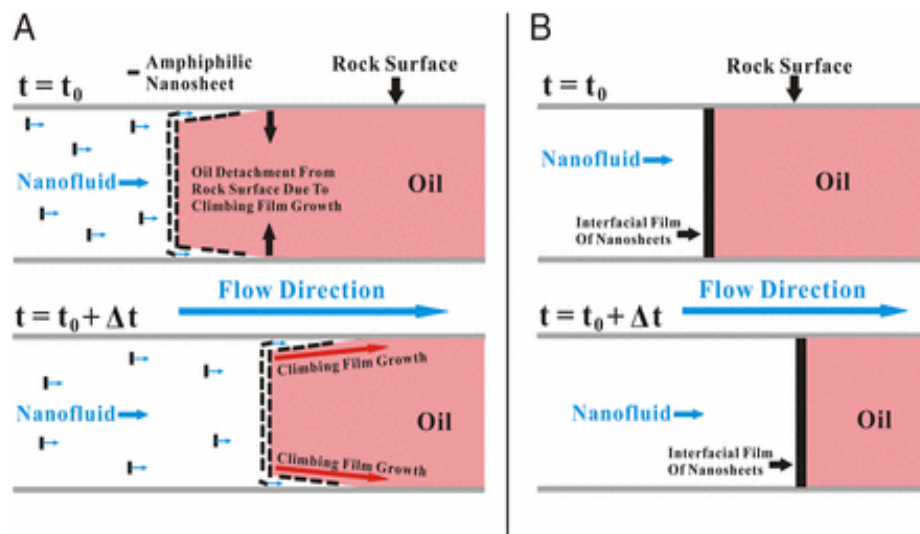 A
Amphiphilic
Nanosheet
Rock Surface
t = t₀
Nanofluid
Oil Detachment From
Rock Surface Due To
Climbing Film Growth
Oil
Flow Direction
t = t₀ + Δt
Climbing Film Growth
Nanofluid
Oil
Climbing Film Growth
B
t = t₀
Rock Surface
Nanofluid
Oil
Interfacial Film
Of Nanosheets
Flow Direction
t = t₀ + Δt
Nanofluid
Oil
Interfacial Film
Of Nanosheets